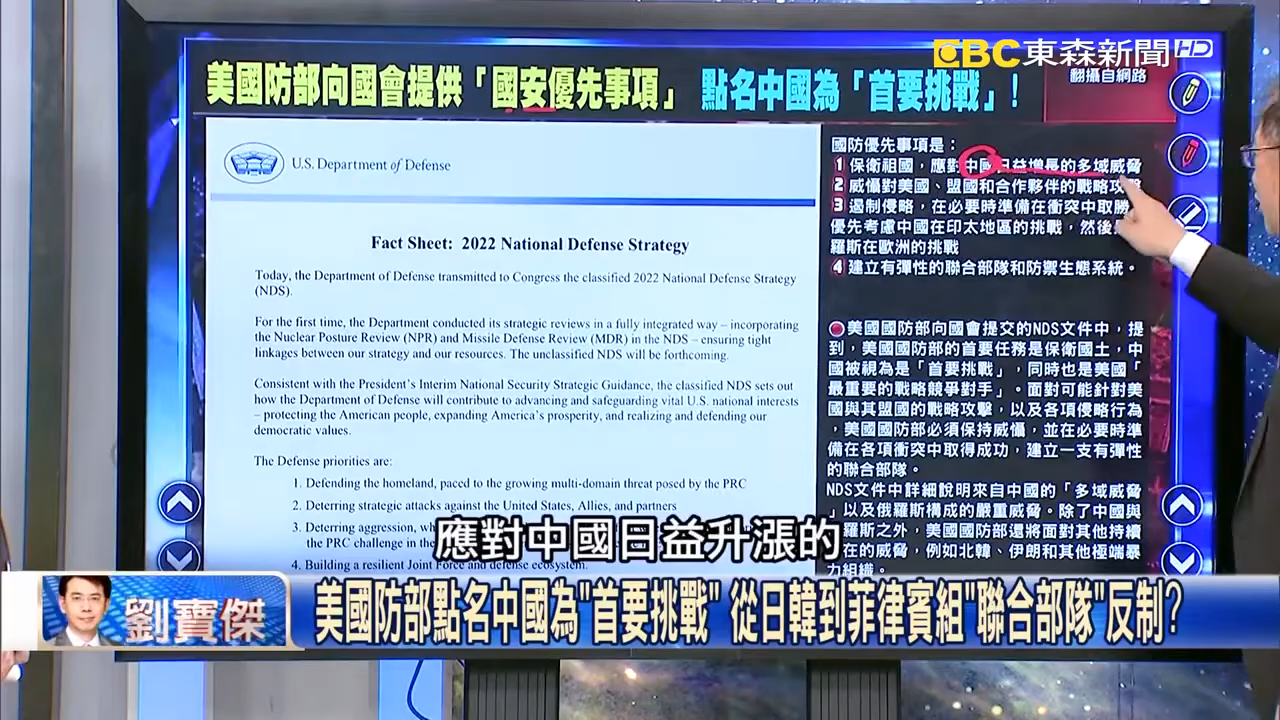 EBC 東森新聞 HD
翻攝自網路
美國防部向國會提供「國安優先事項」 點名中國為「首要挑戰」!
U.S. Department of Defense
Fact Sheet: 2022 National Defense Strategy
Today, the Department of Defense transmitted to Congress the classified 2022 National Defense Strategy
(NDS).
For the first time, the Department conducted its strategic reviews in a fully integrated way – incorporating
the Nuclear Posture Review (NPR) and Missile Defense Review (MDR) in the NDS – ensuring tight
linkages between our strategy and our resources. The unclassified NDS will be forthcoming.
Consistent with the President's Interim National Security Strategic Guidance, the classified NDS sets out
how the Department of Defense will contribute to advancing and safeguarding vital U.S. national interests
– protecting the American people, expanding America's prosperity, and realizing and defending our
democratic values.
The Defense priorities are:
1. Defending the homeland, paced to the growing multi-domain threat posed by the PRC
2. Deterring strategic attacks against the United States, Allies, and partners
3. Deterring aggression,
the PRC challenge in the
4. Building a resilient Joint Force and defense ecosystem.
國防優先事項是:
1 保衛祖國,應對中國日益增長的多域威脅
2 威懾對美國、盟國和合作夥伴的戰略攻擊
3 遏制侵略,在必要時準備在衝突中取勝
優先考慮中國在印太地區的挑戰,然後
羅斯在歐洲的挑戰
4 建立有彈性的聯合部隊和防禦生態系統。
美國國防部向國會提交的NDS文件中,提
到,美國國防部的首要任務是保衛國土,中
國被視為是「首要挑戰」,同時也是美國「
最重要的戰略競爭對手」。面對可能針對美
國與其盟國的戰略攻擊,以及各項侵略行為
,美國國防部必須保持威懾,並在必要時準
備在各項衝突中取得成功,建立一支有彈性
的聯合部隊。
NDS文件中詳細說明來自中國的「多域威脅
」以及俄羅斯構成的嚴重威脅。除了中國與
羅斯之外,美國國防部還將面對其他持續
在的威脅,例如北韓、伊朗和其他極端暴
力組織。
應對中國日益升漲的
劉寶傑
美國防部點名中國為"首要挑戰" 從日韓到菲律賓組"聯合部隊"反制?